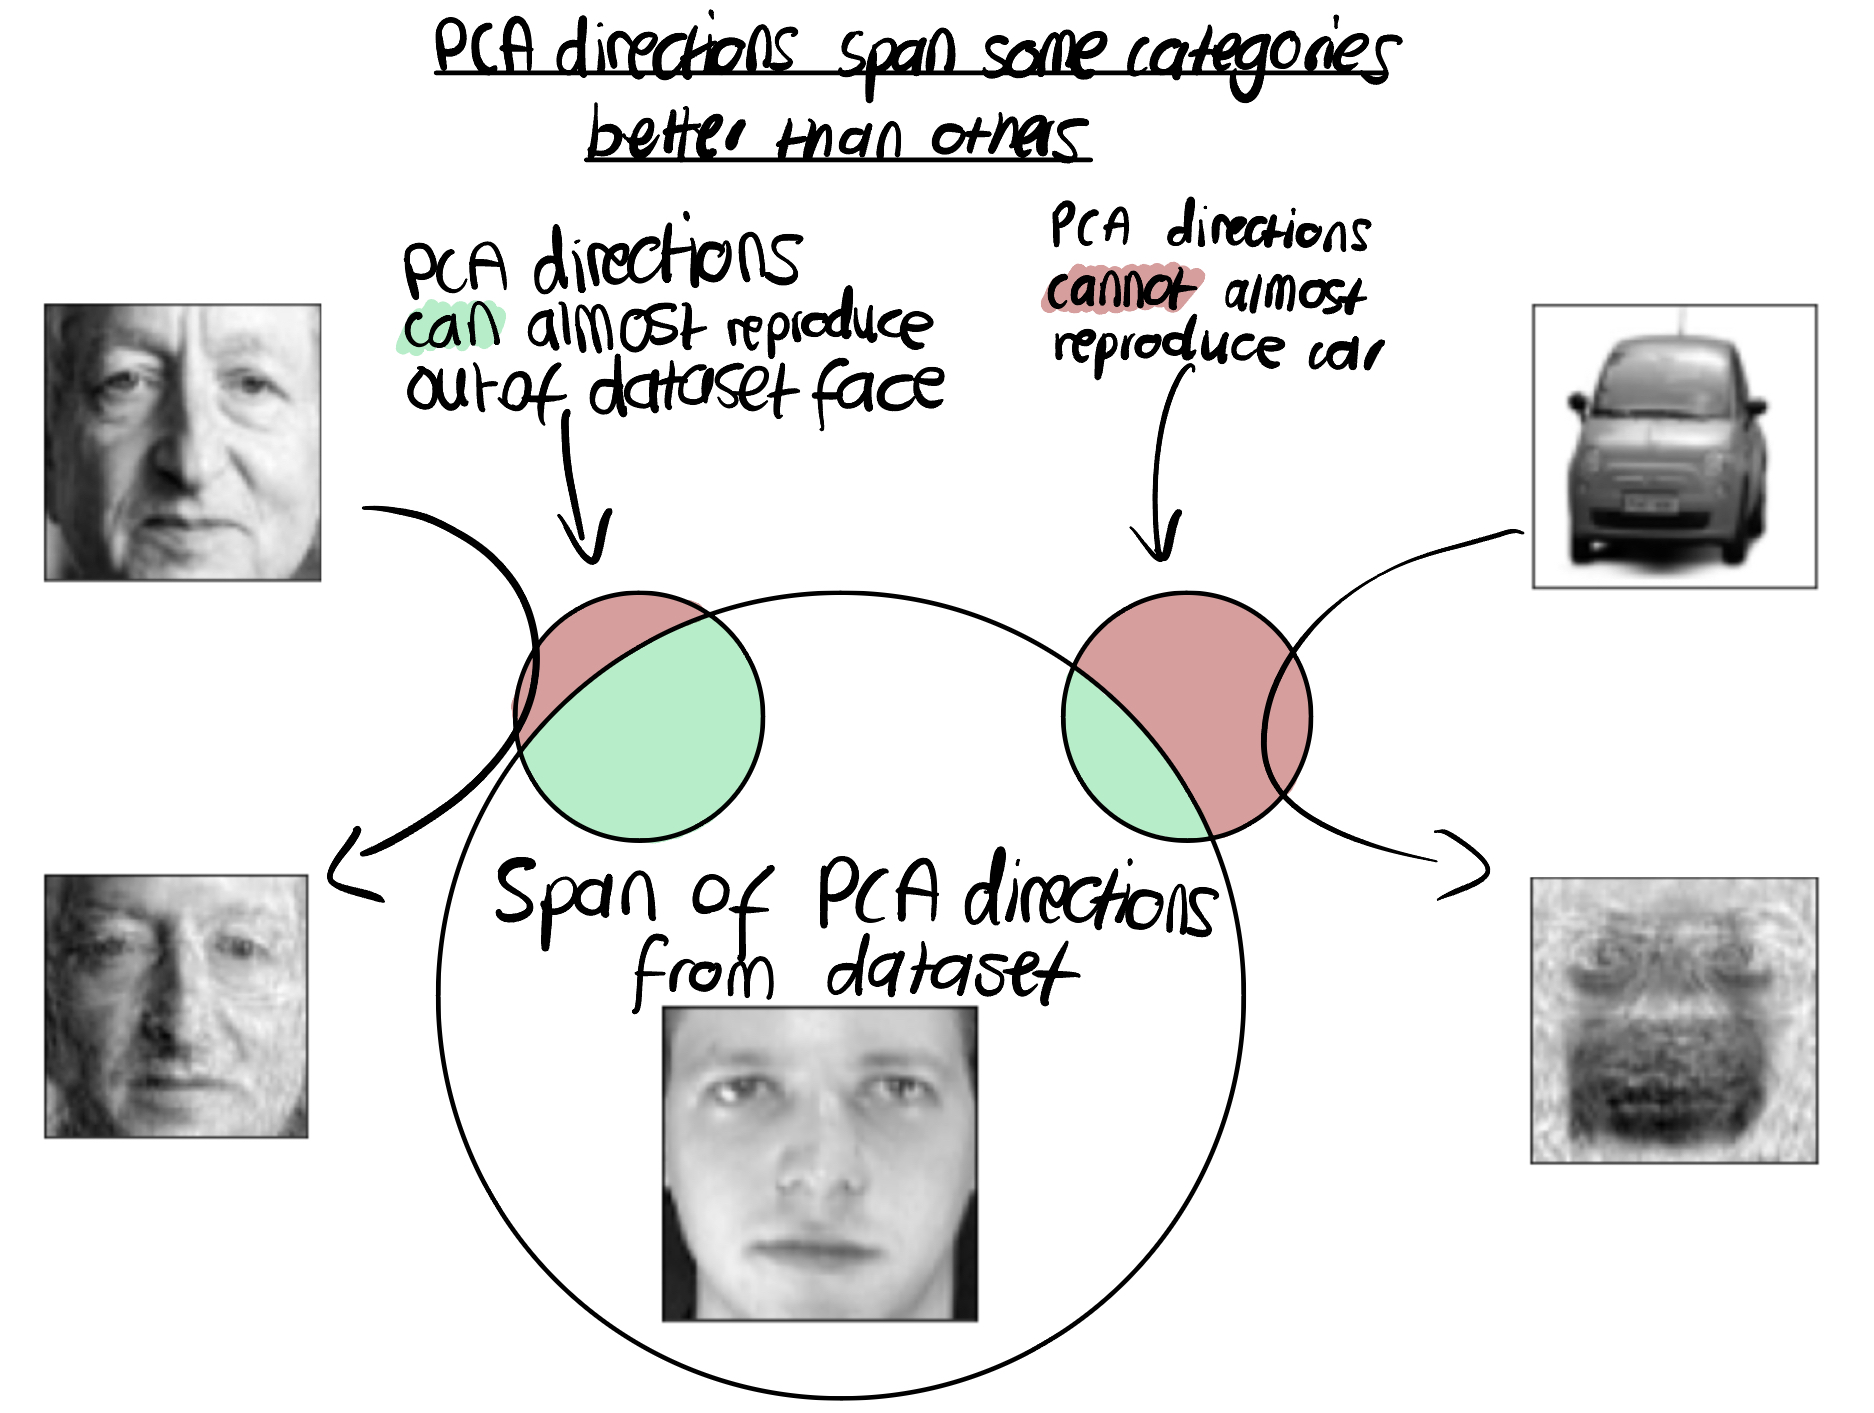 PCA directions span some categories
better than others
PCA directions
can almost reproduce
out of dataset face
PCA directions
cannot almost
reproduce car
Span of PCA directions
from dataset